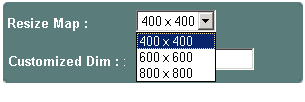 Resize Map : 400 x 400
400 x 400
600 x 600
Customized Dim : :
800 x 800